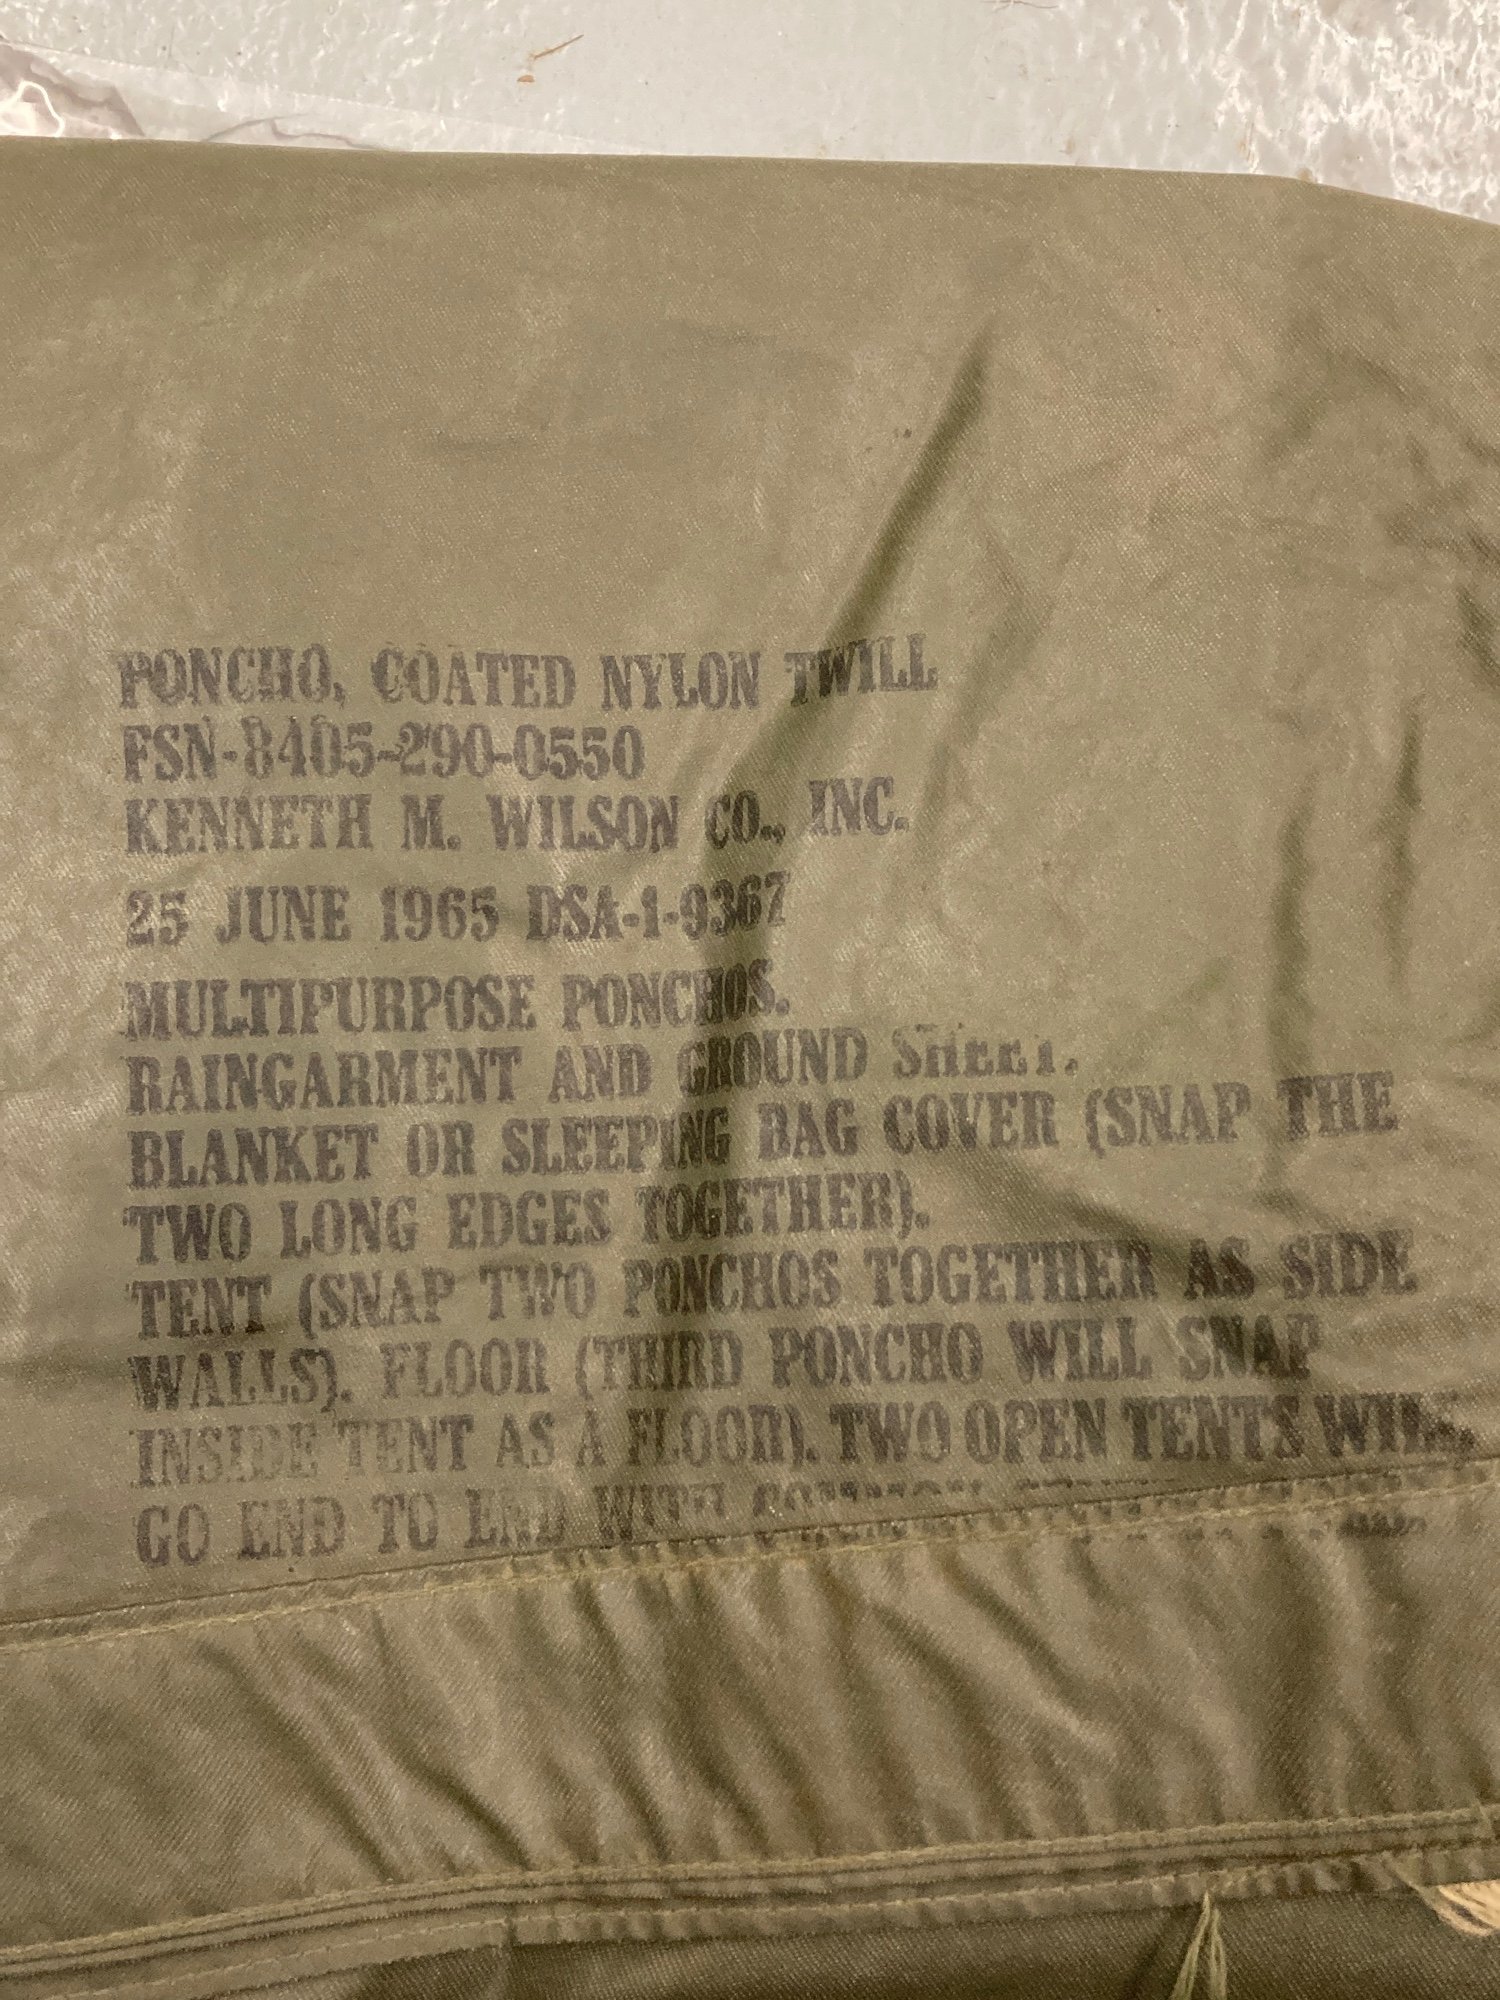 PONCHO, COATED NYLON TWILL
FSN-8405-290-0550
KENNETH M. WILSON CO., INC.
25 JUNE 1965 DSA-1-9367
MULTIPURPOSE PONCHOS.
RAINGARMENT AND GROUND SHEET.
BLANKET OR SLEEPING BAG COVER (SNAP THE
TWO LONG EDGES TOGETHER).
TENT (SNAP TWO PONCHOS TOGETHER AS SIDE
WALLS). FLOOR (THIRD PONCHO WILL SNAP
INSIDE TENT AS A FLOOR). TWO OPEN TENTS WILL
GO END TO END WITH COMMON